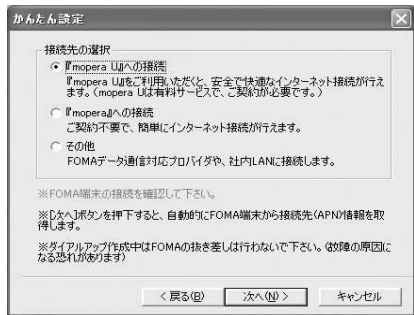 かんたん設定
接続先の選択
『mopera U』への接続
『mopera U』をご利用いただくと、安全で快適なインターネット接続が行え
ます。(mopera Uは有料サービスで、ご契約が必要です。)
『mopera』への接続
ご契約不要で、簡単にインターネット接続が行えます。
その他
FOMAデータ通信対応プロバイダや、社内LANに接続します。
※FOMA端末の接続を確認して下さい。
※[次へ]ボタンを押下すると、自動的にFOMA端末から接続先(APN)情報を取
得します。
※ダイアルアップ作成中はFOMAの抜き差しは行わないで下さい。(故障の原因に
なる恐れがあります)
< 戻る(B)
次へ(N) >
キャンセル